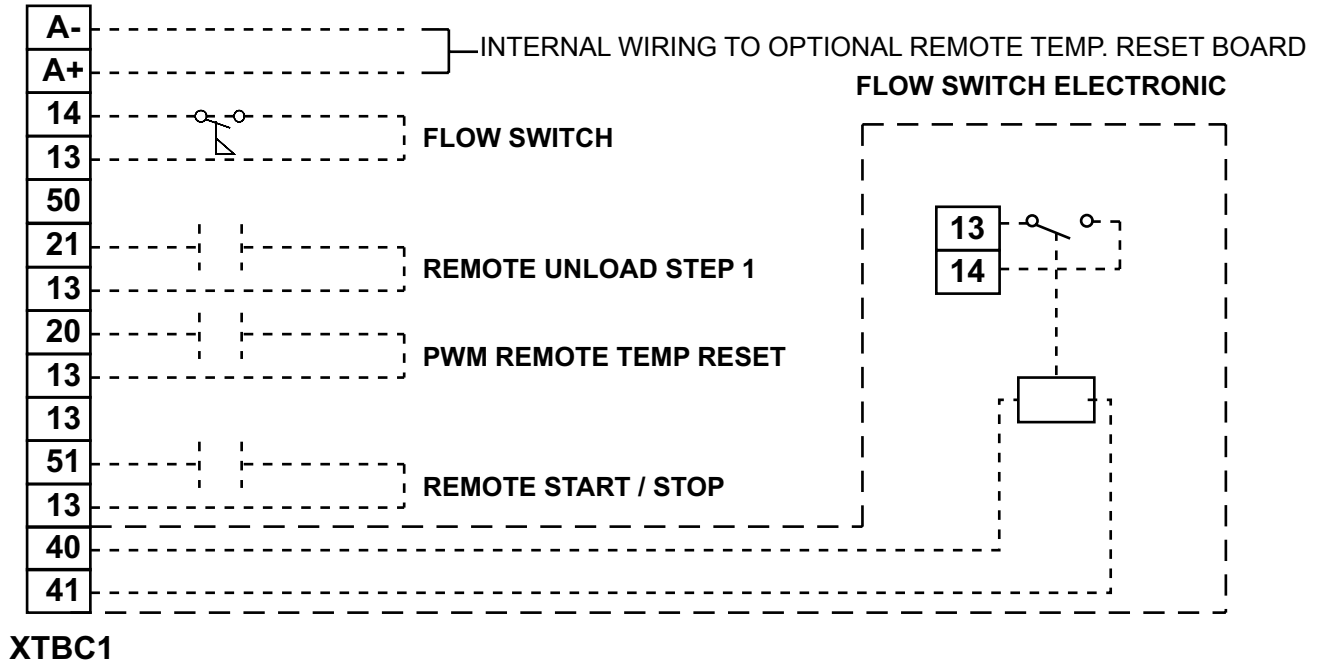 A-
INTERNAL WIRING TO OPTIONAL REMOTE TEMP. RESET BOARD
A+
FLOW SWITCH ELECTRONIC
14
FLOW SWITCH
13
50
21
REMOTE UNLOAD STEP 1
13
20
PWM REMOTE TEMP RESET
13
13
51
REMOTE START / STOP
13
40
41
13
14
XTBC1